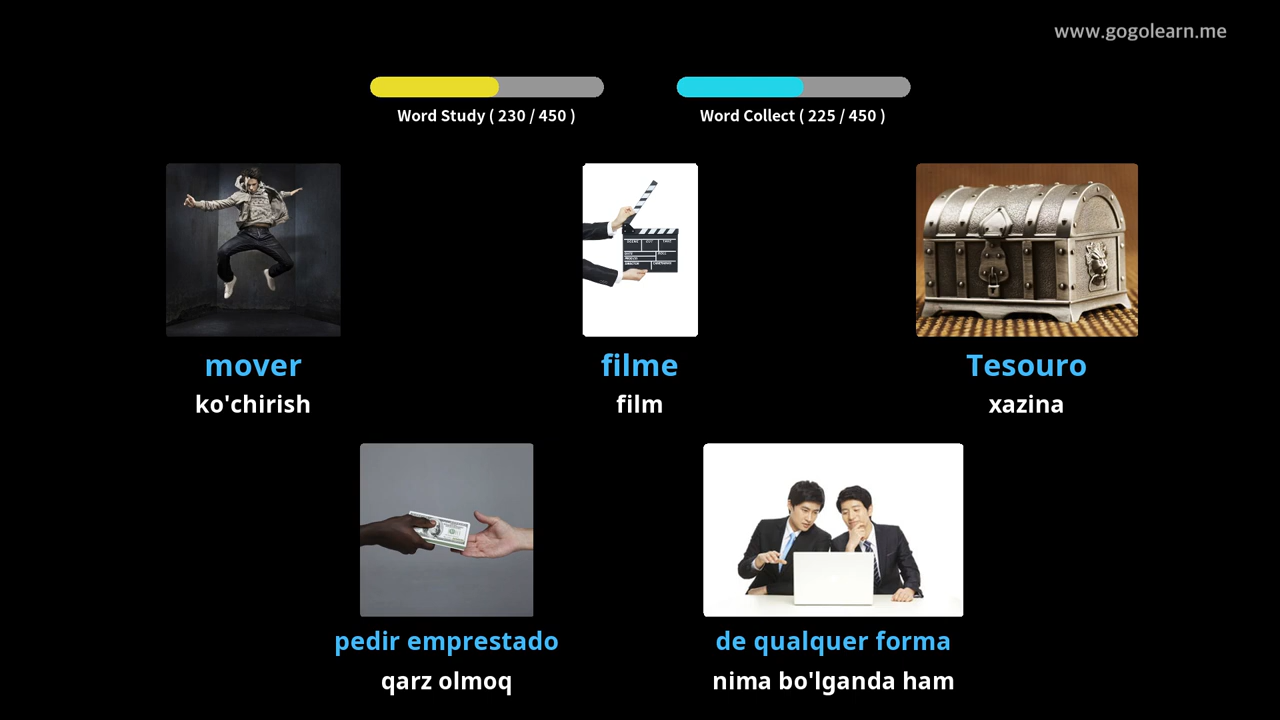 www.gogolearn.me
Word Study ( 230 / 450 )
Word Collect ( 225 / 450 )
mover
filme
Tesouro
ko'chirish
film
xazina
pedir emprestado
de qualquer forma
qarz olmoq
nima bo'lganda ham